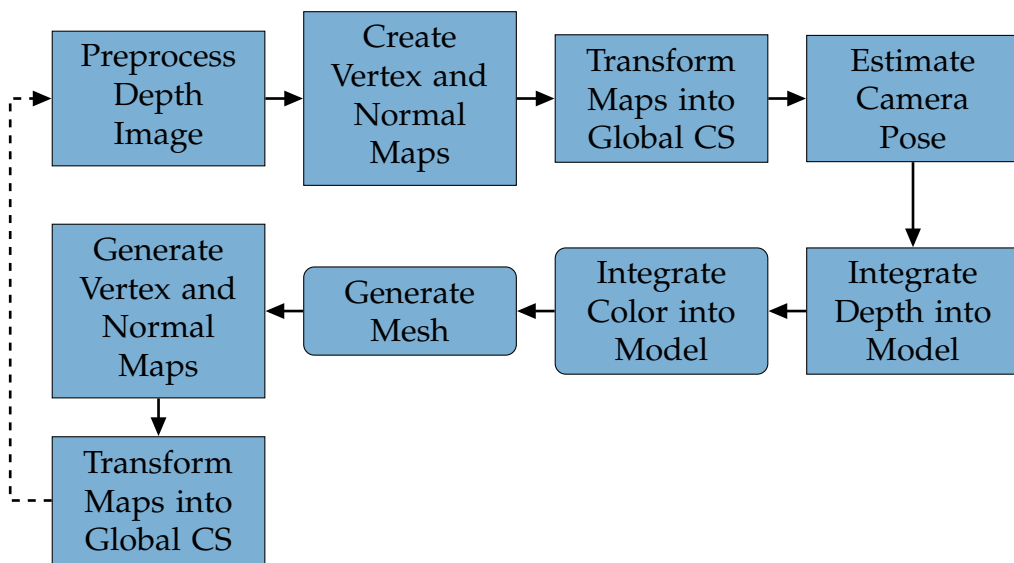 Preprocess
Depth
Image
Create
Vertex and
Normal
Maps
Transform
Maps into
Global CS
Estimate
Camera
Pose
Integrate
Depth into
Model
Integrate
Color into
Model
Generate
Mesh
Generate
Vertex and
Normal
Maps
Transform
Maps into
Global CS